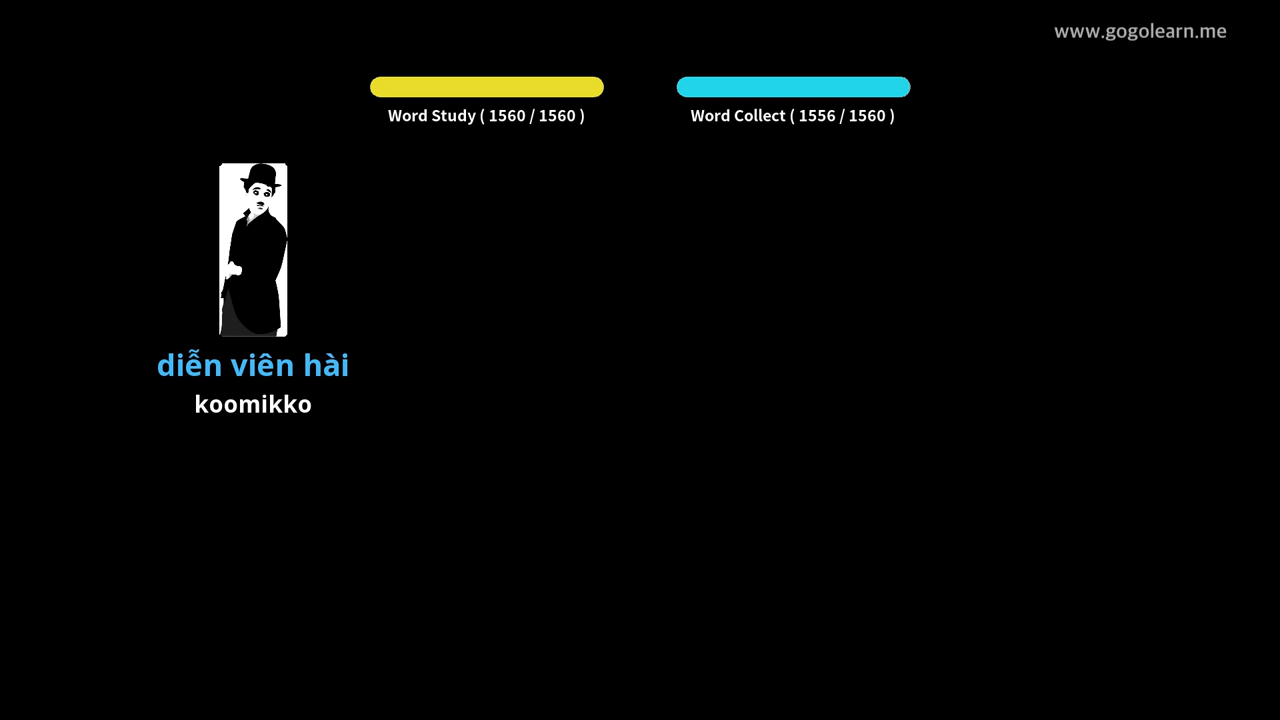 www.gogolearn.me
Word Study ( 1560 / 1560 )
Word Collect ( 1556 / 1560 )
diễn viên hài
koomikko